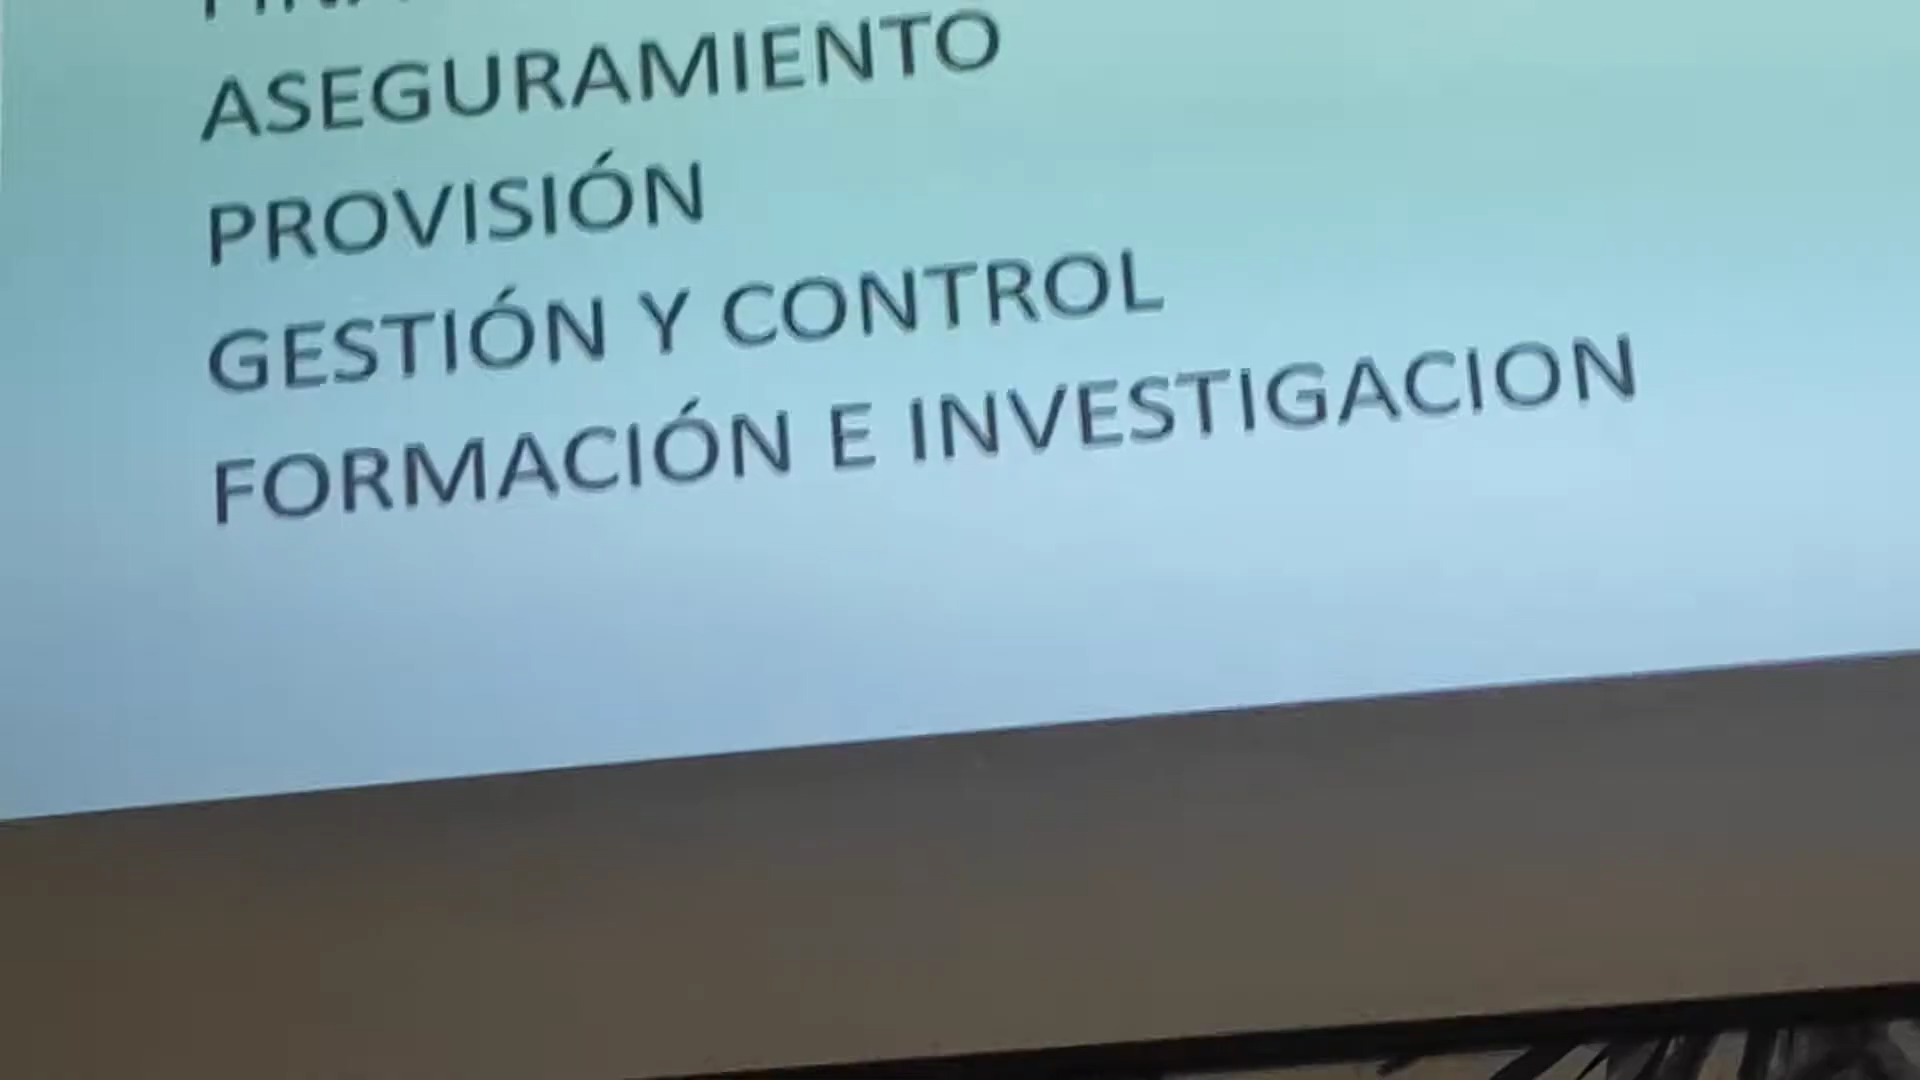 ASEGURAMIENTO
PROVISIÓN
GESTIÓN Y CONTROL
FORMACIÓN E INVESTIGACION